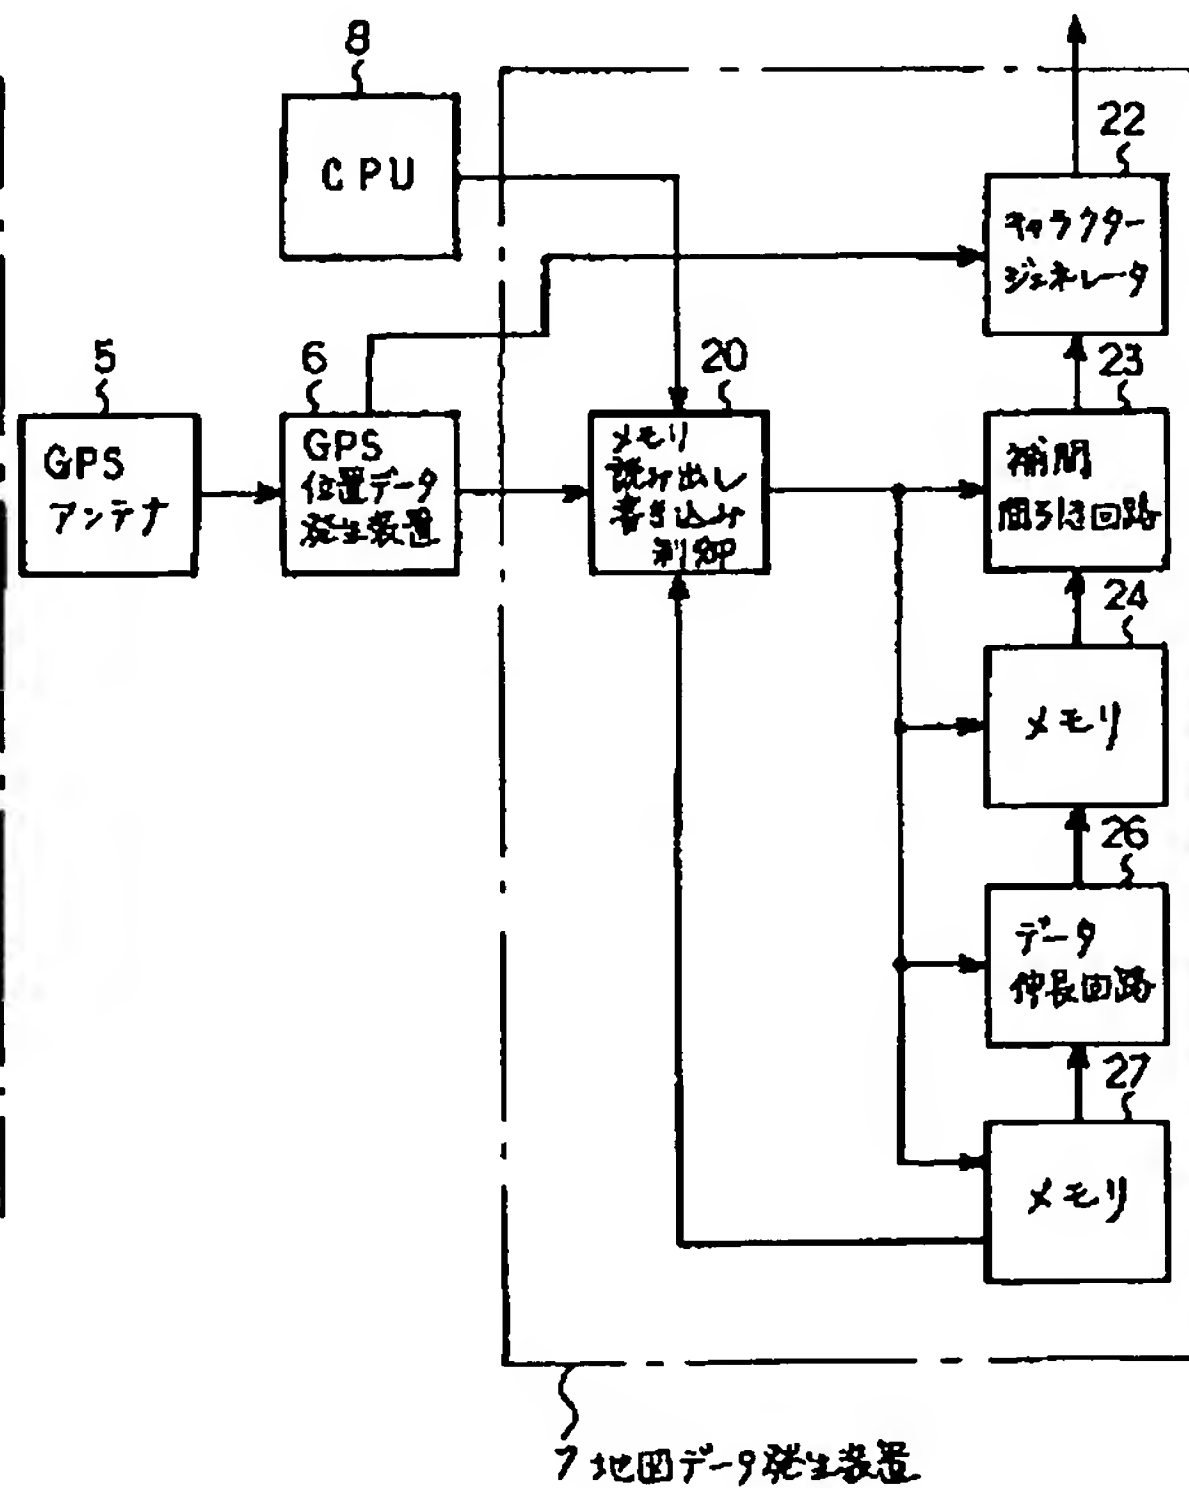 8
CPU
22
キャラクター
ジェネレータ
5
GPS
アンテナ
6
GPS
位置データ
発生装置
20
メモリ
読み出し
書き込み
制御
23
補間
間引き回路
24
メモリ
26
データ
伸長回路
27
メモリ
7 地図データ発生装置